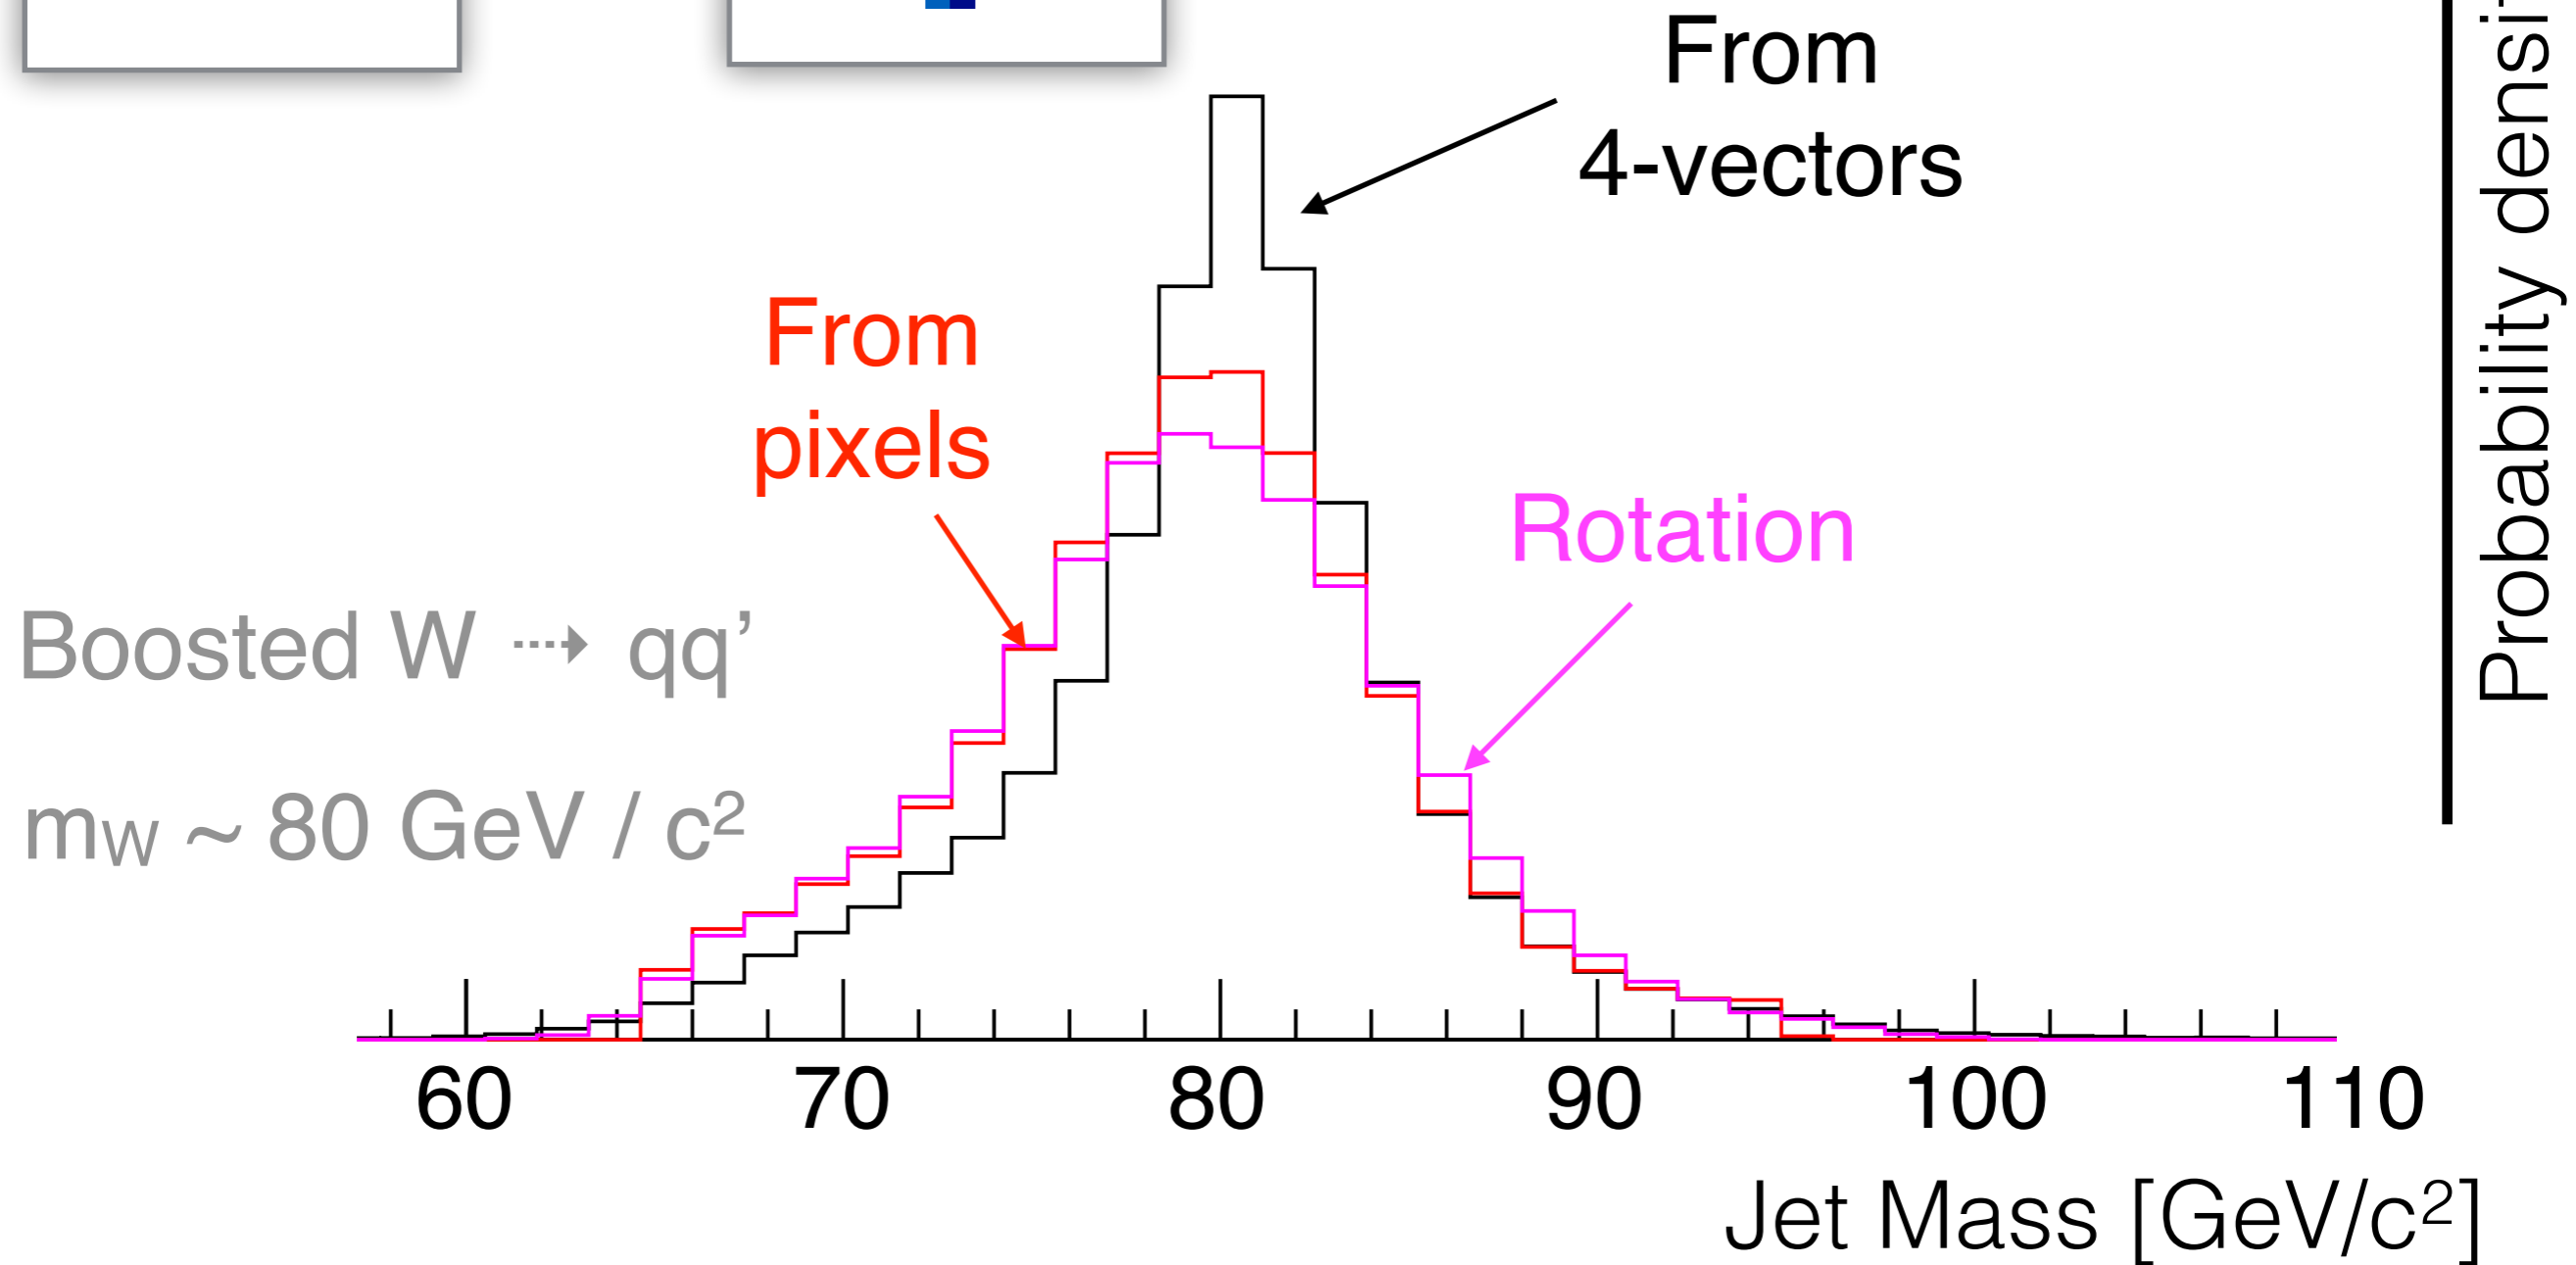 From
4-vectors
From
pixels
Rotation
Boosted W ⇢ qq’
mW ~ 80 GeV / c²
60 70 80 90 100 110
Jet Mass [GeV/c²]
Probability